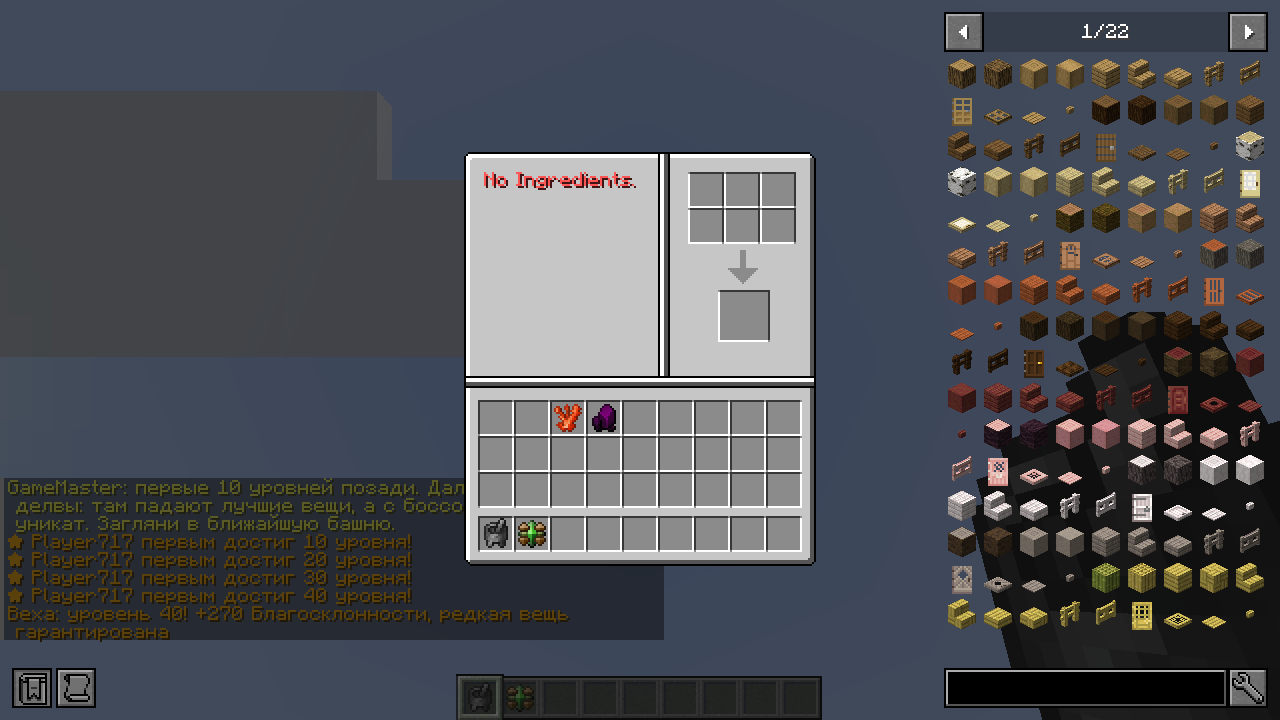 1/22
No Ingredients.
GameMaster: первые 10 уровней позади. Дал
делвы: там падают лучшие вещи, а с боссо
уникат. Загляни в ближайшую башню.
★ Player717 первым достиг 10 уровня!
★ Player717 первым достиг 20 уровня!
★ Player717 первым достиг 30 уровня!
★ Player717 первым достиг 40 уровня!
Веха: уровень 40! +270 Благосклонности, редкая вещь
гарантирована